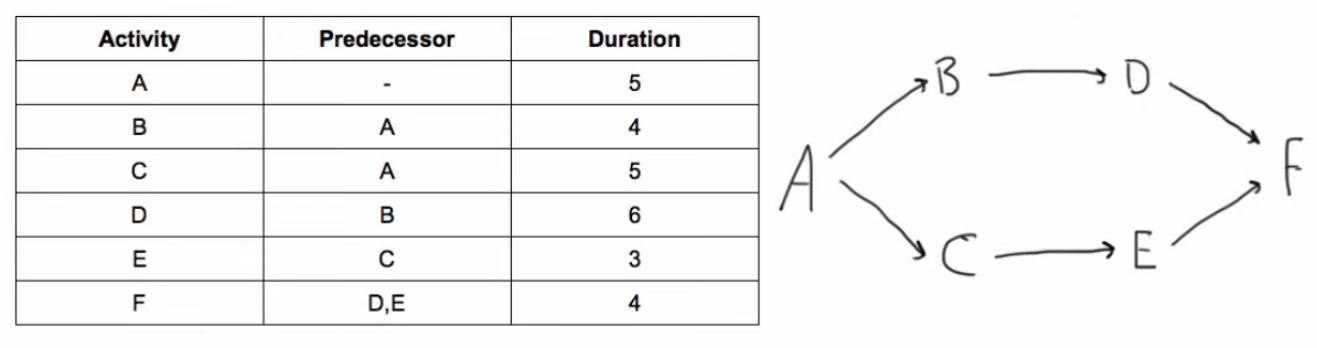 Activity Predecessor Duration
A - 5
B A 4
C A 5
D B 6
E C 3
F D,E 4
B D
A F
C E